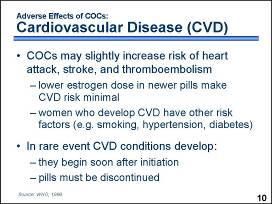 Adverse Effects of COCs:
Cardiovascular Disease (CVD)
• COCs may slightly increase risk of heart
attack, stroke, and thromboembolism
– lower estrogen dose in newer pills make
CVD risk minimal
– women who develop CVD have other risk
factors (e.g. smoking, hypertension, diabetes)
• In rare event CVD conditions develop:
– they begin soon after initiation
– pills must be discontinued
Source: WHO, 1998
10